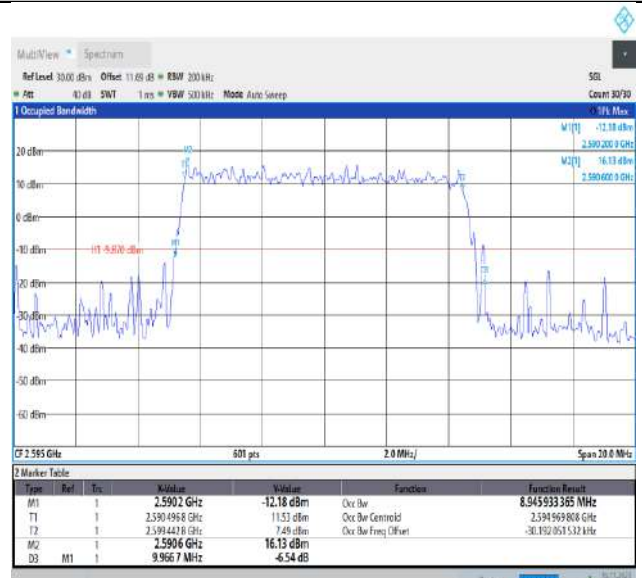 MultiView Spectrum
Ref Level 30.00 dBm Offset 11.69 dB RBW 200 kHz SGL
Att 40 dB SWT 1 ms VBW 500 kHz Mode Auto Sweep Count 30/30
1 Occupied Bandwidth 1Pk Max
M1[1] -12.18 dBm
2.590 200 0 GHz
M2[1] 16.13 dBm
2.590 600 0 GHz
20 dBm
10 dBm
0 dBm
-10 dBm H1 -9.870 dBm M1
-20 dBm
-30 dBm
-40 dBm
-50 dBm
-60 dBm
CF 2.595 GHz 601 pts 2.0 MHz/ Span 20.0 MHz
2 Marker Table
Type Ref Trc X-Value Y-Value Function Function Result
M1 1 2.5902 GHz -12.18 dBm Occ Bw 8.945 933 365 MHz
T1 1 2.590 496 8 GHz 11.53 dBm Occ Bw Centroid 2.594 969 808 GHz
T2 1 2.599 442 8 GHz 7.49 dBm Occ Bw Freq Offset -30.192 051 532 kHz
M2 1 2.5906 GHz 16.13 dBm
D3 M1 1 9.966 7 MHz -6.54 dB